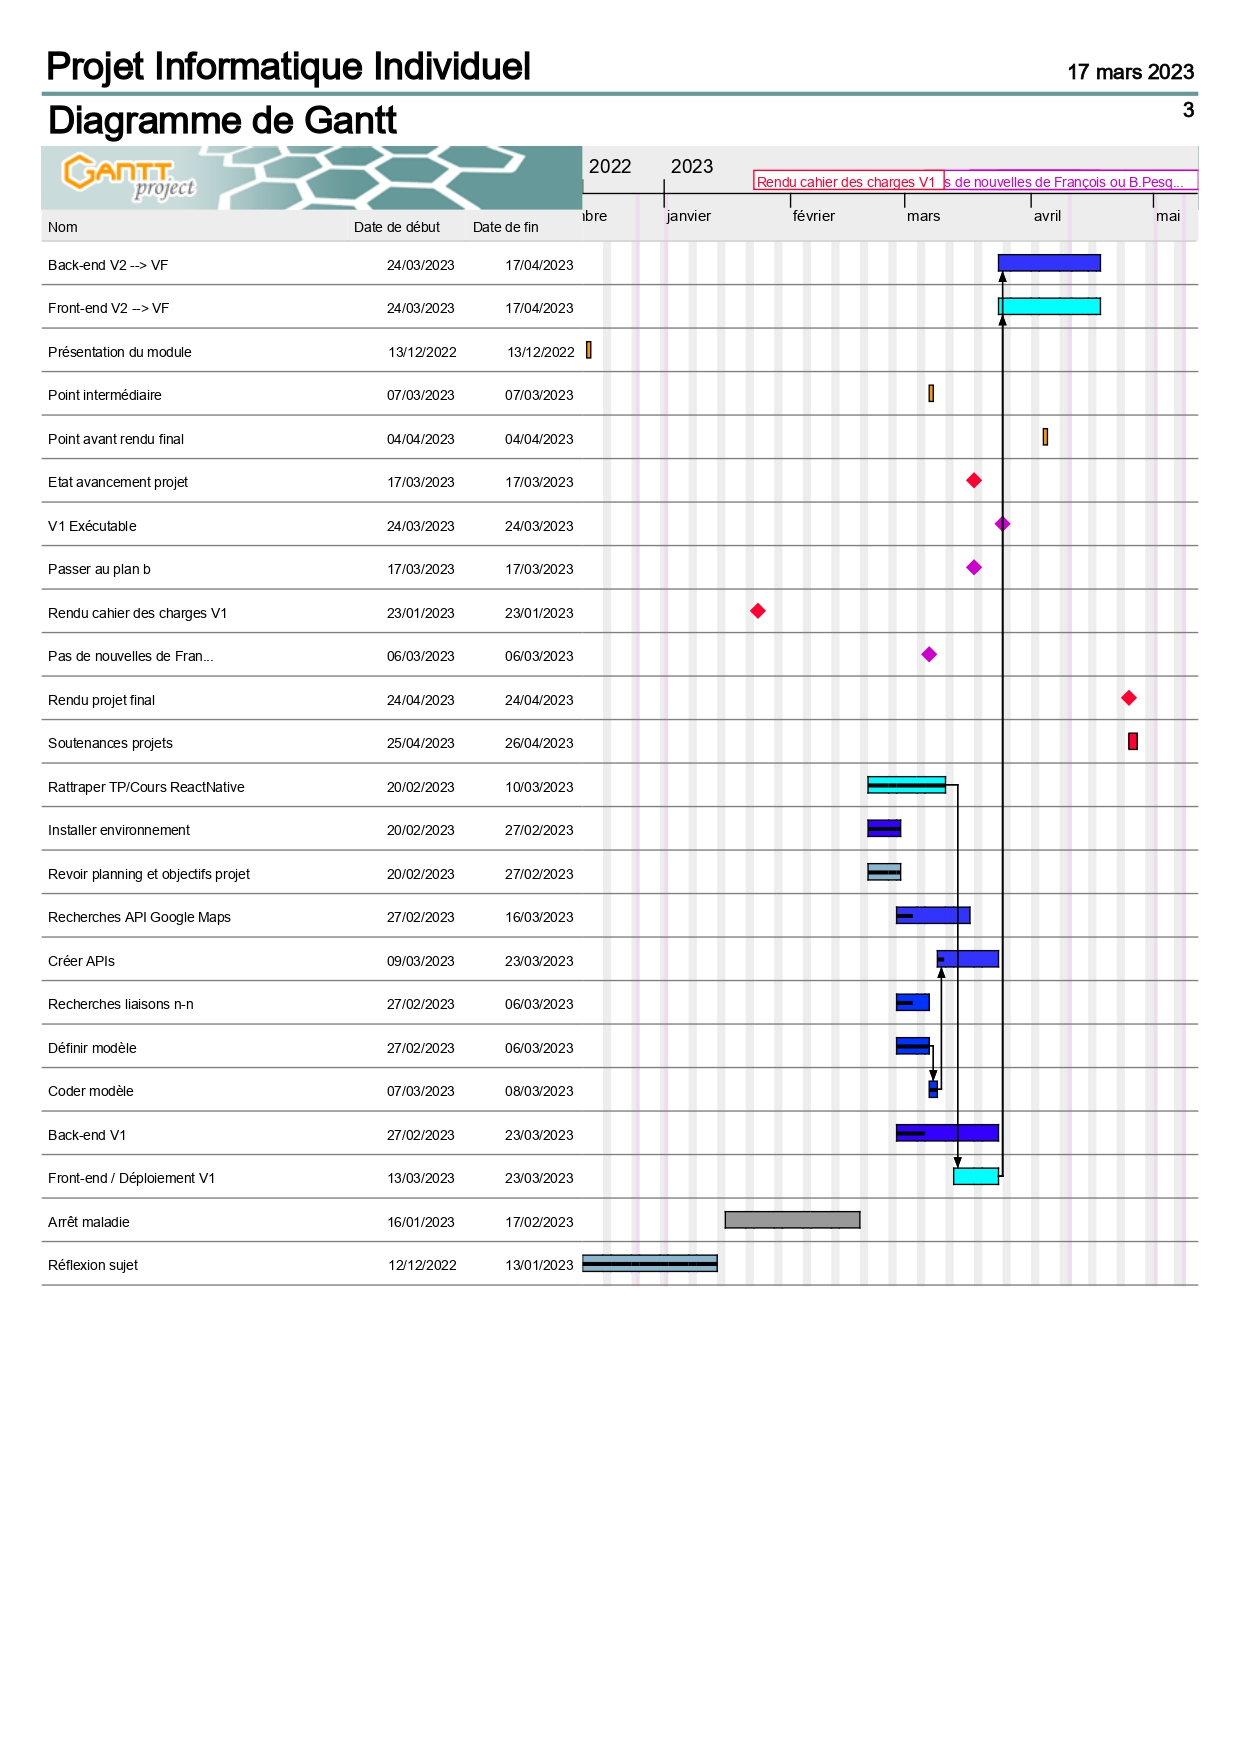 Projet Informatique Individuel
17 mars 2023
Diagramme de Gantt
3
GANTT project
2022 2023
Rendu cahier des charges V1 s de nouvelles de François ou B.Pesq...
bre janvier février mars avril mai
Nom Date de début Date de fin
Back-end V2 --> VF 24/03/2023 17/04/2023
Front-end V2 --> VF 24/03/2023 17/04/2023
Présentation du module 13/12/2022 13/12/2022
Point intermédiaire 07/03/2023 07/03/2023
Point avant rendu final 04/04/2023 04/04/2023
Etat avancement projet 17/03/2023 17/03/2023
V1 Exécutable 24/03/2023 24/03/2023
Passer au plan b 17/03/2023 17/03/2023
Rendu cahier des charges V1 23/01/2023 23/01/2023
Pas de nouvelles de Fran... 06/03/2023 06/03/2023
Rendu projet final 24/04/2023 24/04/2023
Soutenances projets 25/04/2023 26/04/2023
Rattraper TP/Cours ReactNative 20/02/2023 10/03/2023
Installer environnement 20/02/2023 27/02/2023
Revoir planning et objectifs projet 20/02/2023 27/02/2023
Recherches API Google Maps 27/02/2023 16/03/2023
Créer APIs 09/03/2023 23/03/2023
Recherches liaisons n-n 27/02/2023 06/03/2023
Définir modèle 27/02/2023 06/03/2023
Coder modèle 07/03/2023 08/03/2023
Back-end V1 27/02/2023 23/03/2023
Front-end / Déploiement V1 13/03/2023 23/03/2023
Arrêt maladie 16/01/2023 17/02/2023
Réflexion sujet 12/12/2022 13/01/2023